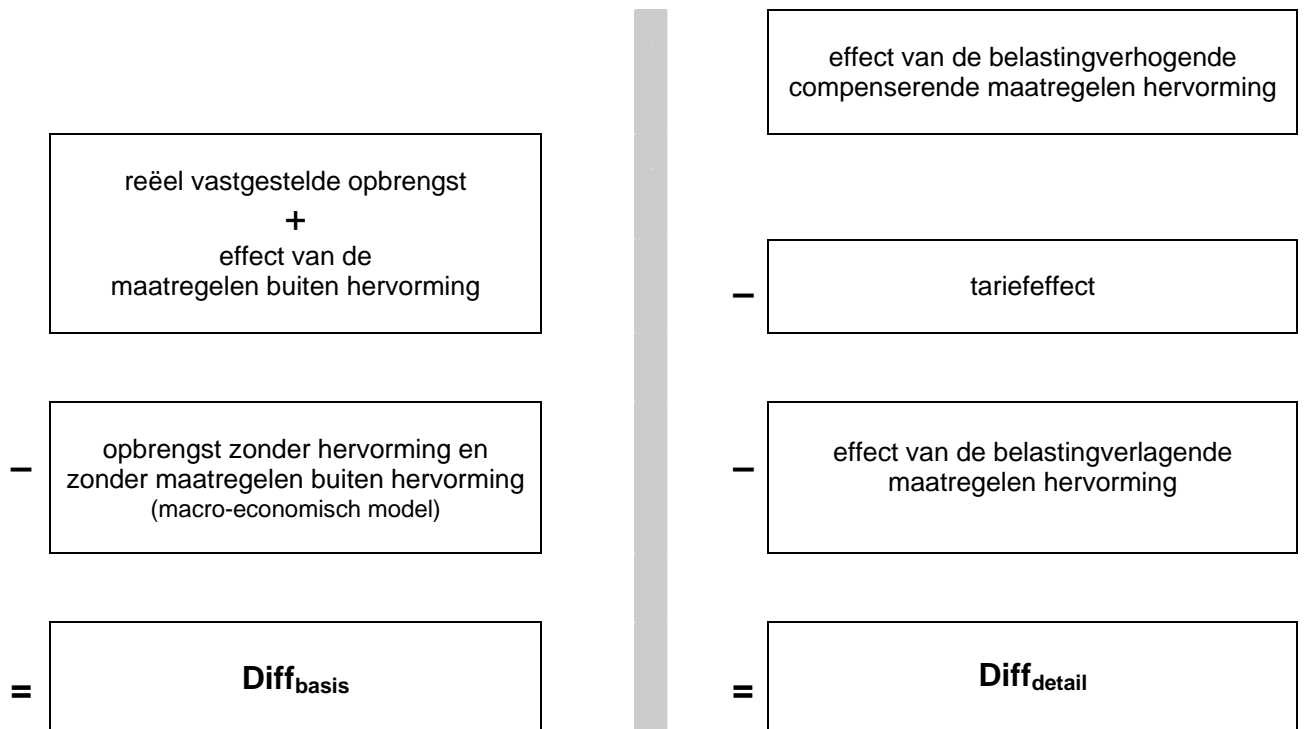 reëel vastgestelde opbrengst
+
effect van de
maatregelen buiten hervorming
–
opbrengst zonder hervorming en
zonder maatregelen buiten hervorming
(macro-economisch model)
=
Diffbasis
effect van de belastingverhogende
compenserende maatregelen hervorming
–
tariefeffect
–
effect van de belastingverlagende
maatregelen hervorming
=
Diffdetail